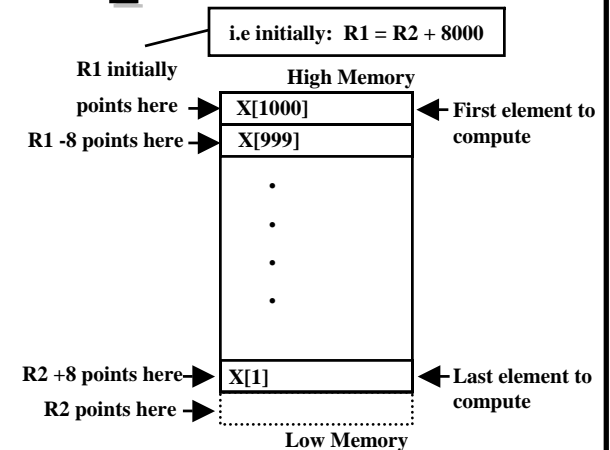 i.e initially: R1 = R2 + 8000
R1 initially
points here
High Memory
X[1000]
First element to
compute
R1 -8 points here
X[999]
R2 +8 points here
X[1]
Last element to
compute
R2 points here
Low Memory